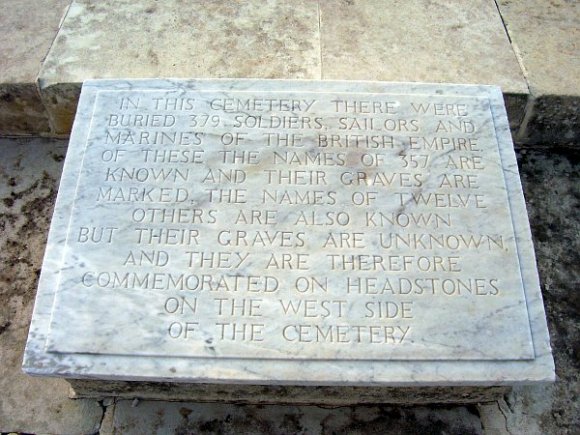 IN THIS CEMETERY THERE WERE
BURIED 379 SOLDIERS, SAILORS AND
MARINES OF THE BRITISH EMPIRE
OF THESE THE NAMES OF 357 ARE
KNOWN AND THEIR GRAVES ARE
MARKED. THE NAMES OF TWELVE
OTHERS ARE ALSO KNOWN
BUT THEIR GRAVES ARE UNKNOWN,
AND THEY ARE THEREFORE
COMMEMORATED ON HEADSTONES
ON THE WEST SIDE
OF THE CEMETERY.